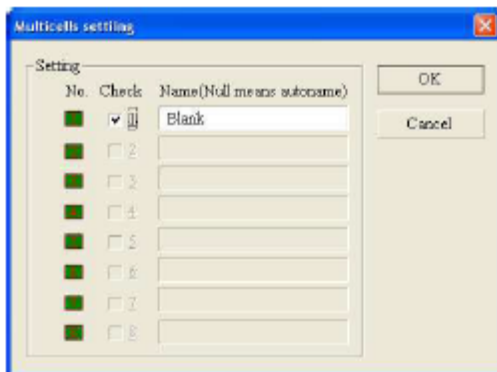 Multicells settiing
Setting
No. Check Name(Null means autoname)
1 Blank
2
3
4
5
6
7
8
OK
Cancel